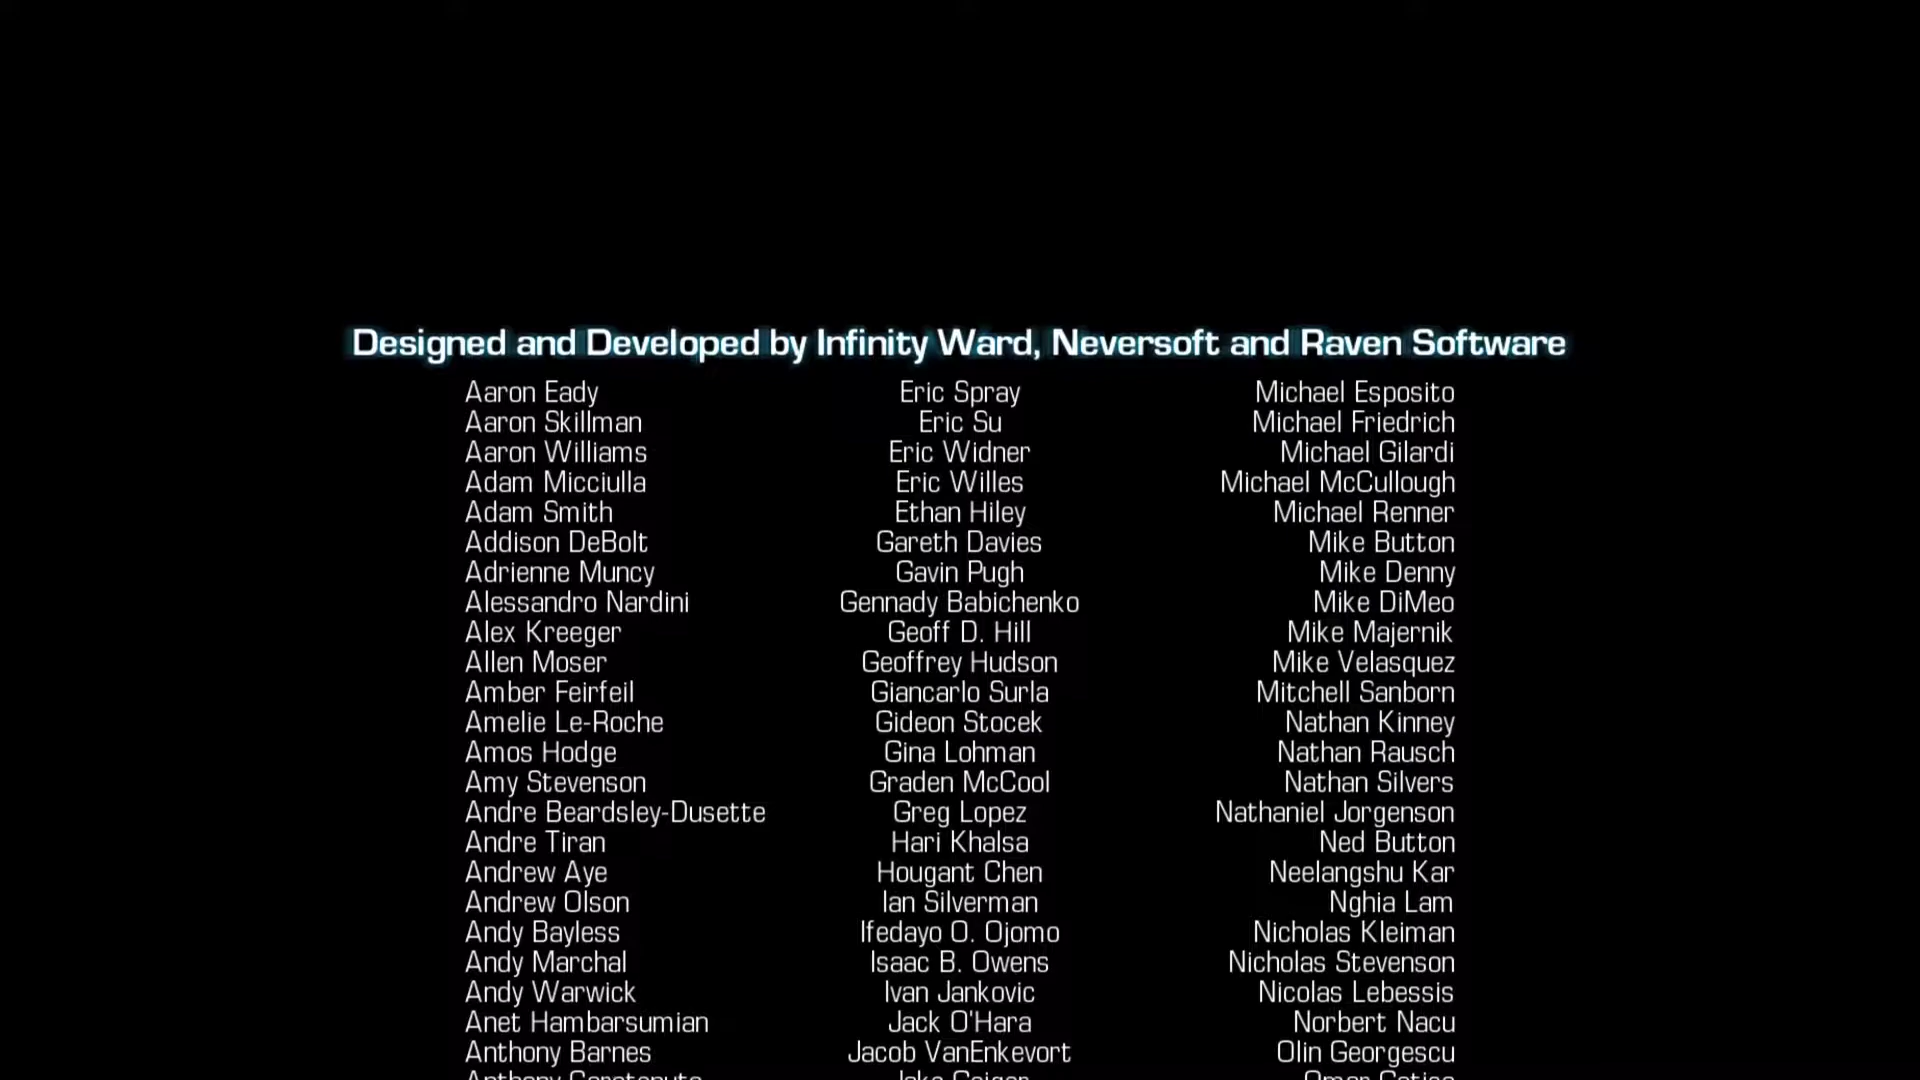 Designed and Developed by Infinity Ward, Neversoft and Raven Software
Aaron Eady Eric Spray Michael Esposito
Aaron Skillman Eric Su Michael Friedrich
Aaron Williams Eric Widner Michael Gilardi
Adam Micciulla Eric Willes Michael McCullough
Adam Smith Ethan Hiley Michael Renner
Addison DeBolt Gareth Davies Mike Button
Adrienne Muncy Gavin Pugh Mike Denny
Alessandro Nardini Gennady Babichenko Mike DiMeo
Alex Kreeger Geoff D. Hill Mike Majernik
Allen Moser Geoffrey Hudson Mike Velasquez
Amber Feirfeil Giancarlo Surla Mitchell Sanborn
Amelie Le-Roche Gideon Stocek Nathan Kinney
Amos Hodge Gina Lohman Nathan Rausch
Amy Stevenson Graden McCool Nathan Silvers
Andre Beardsley-Dusette Greg Lopez Nathaniel Jorgenson
Andre Tiran Hari Khalsa Ned Button
Andrew Aye Hougant Chen Neelangshu Kar
Andrew Olson Ian Silverman Nghia Lam
Andy Bayless Ifedayo O. Ojomo Nicholas Kleiman
Andy Marchal Isaac B. Owens Nicholas Stevenson
Andy Warwick Ivan Jankovic Nicolas Lebessis
Anet Hambarsumian Jack O'Hara Norbert Nacu
Anthony Barnes Jacob VanEnkevort Olin Georgescu